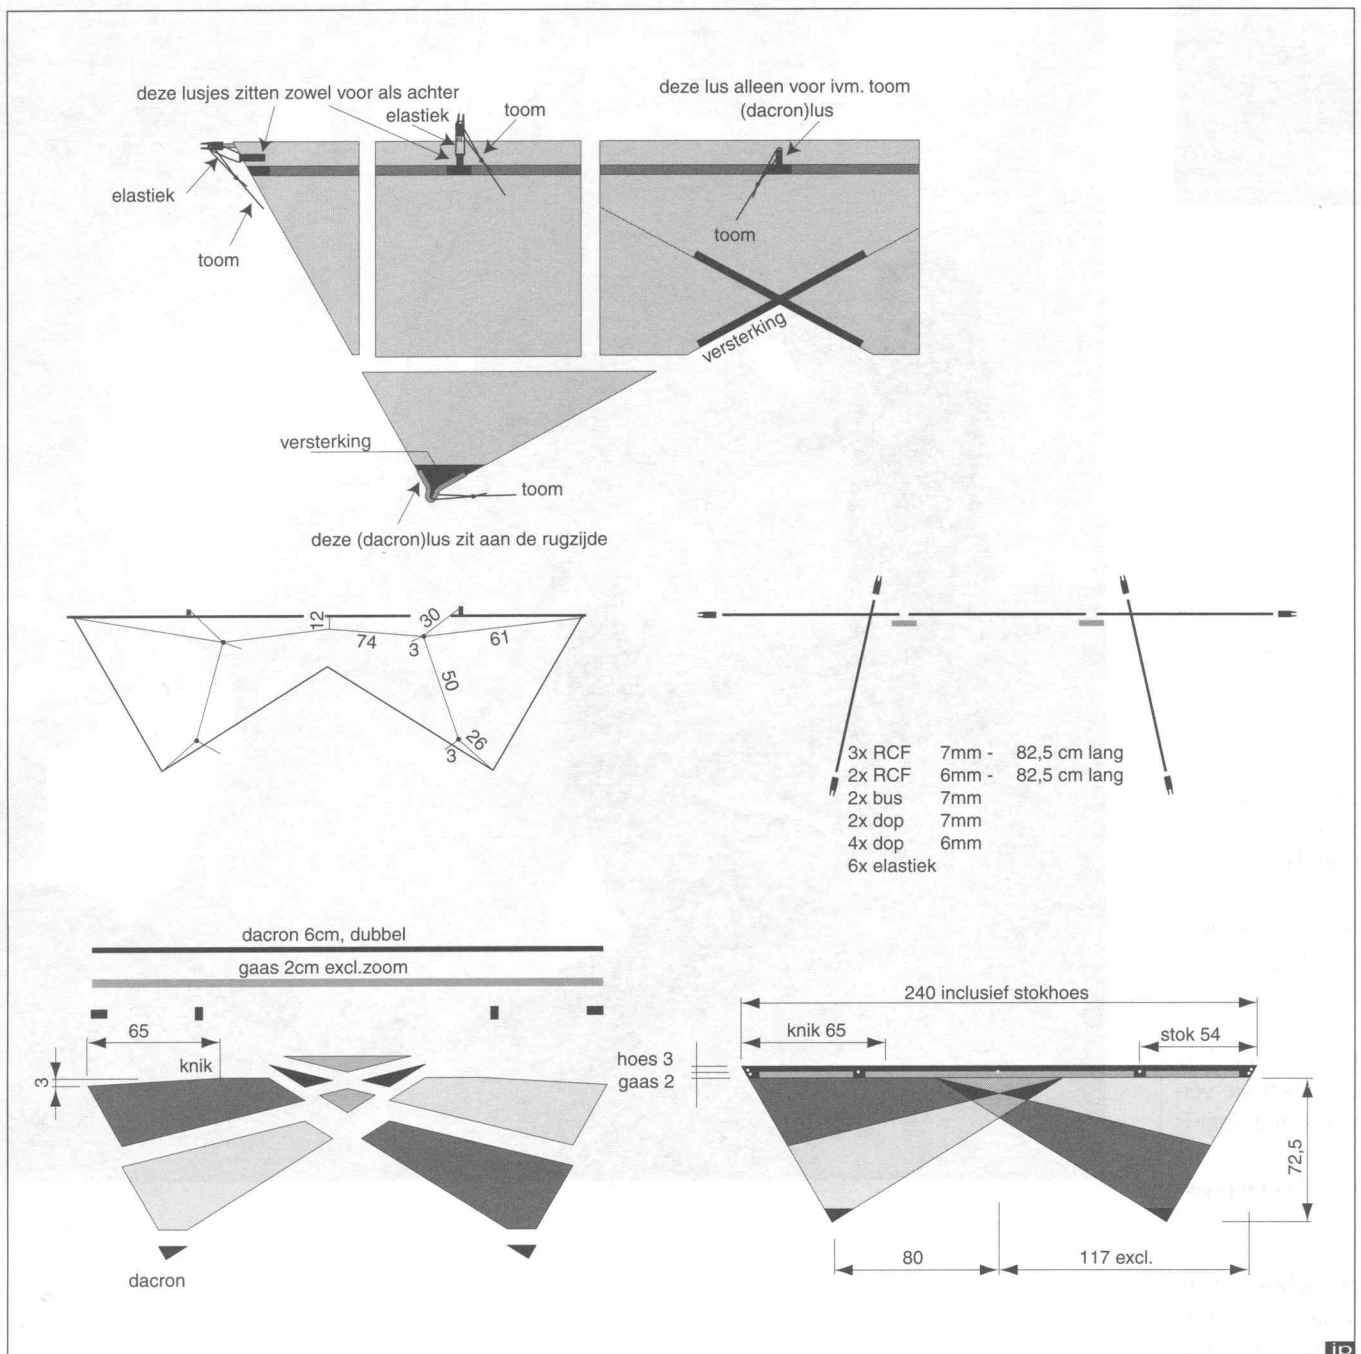 deze lusjes zitten zowel voor als achter
elastiek
toom
deze lus alleen voor ivm. toom
(dacron)lus
elastiek
toom
toom
versterking
versterking
toom
deze (dacron)lus zit aan de rugzijde
12
74
30
3
61
50
26
3
3x RCF 7mm - 82,5 cm lang
2x RCF 6mm - 82,5 cm lang
2x bus 7mm
2x dop 7mm
4x dop 6mm
6x elastiek
dacron 6cm, dubbel
gaas 2cm excl.zoom
65
knik
3
dacron
240 inclusief stokhoes
knik 65
stok 54
hoes 3
gaas 2
72,5
80
117 excl.
jp